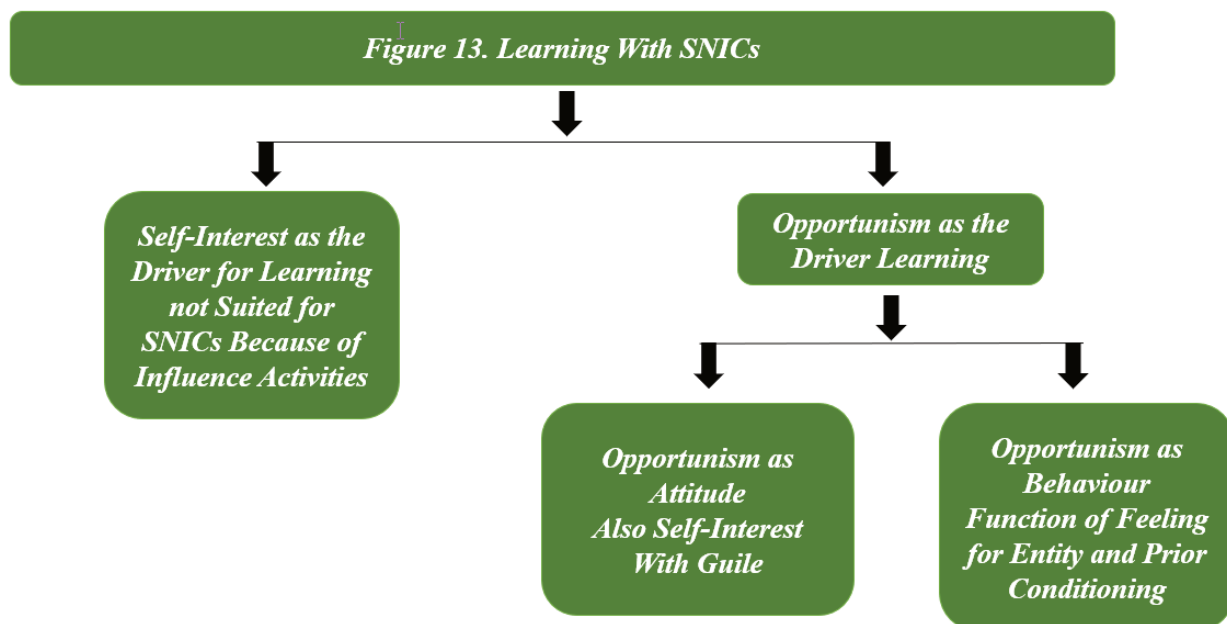 Figure 13. Learning With SNICs
Self-Interest as the
Driver for Learning
not Suited for
SNICs Because of
Influence Activities
Opportunism as the
Driver Learning
Opportunism as
Attitude
Also Self-Interest
With Guile
Opportunism as
Behaviour
Function of Feeling
for Entity and Prior
Conditioning